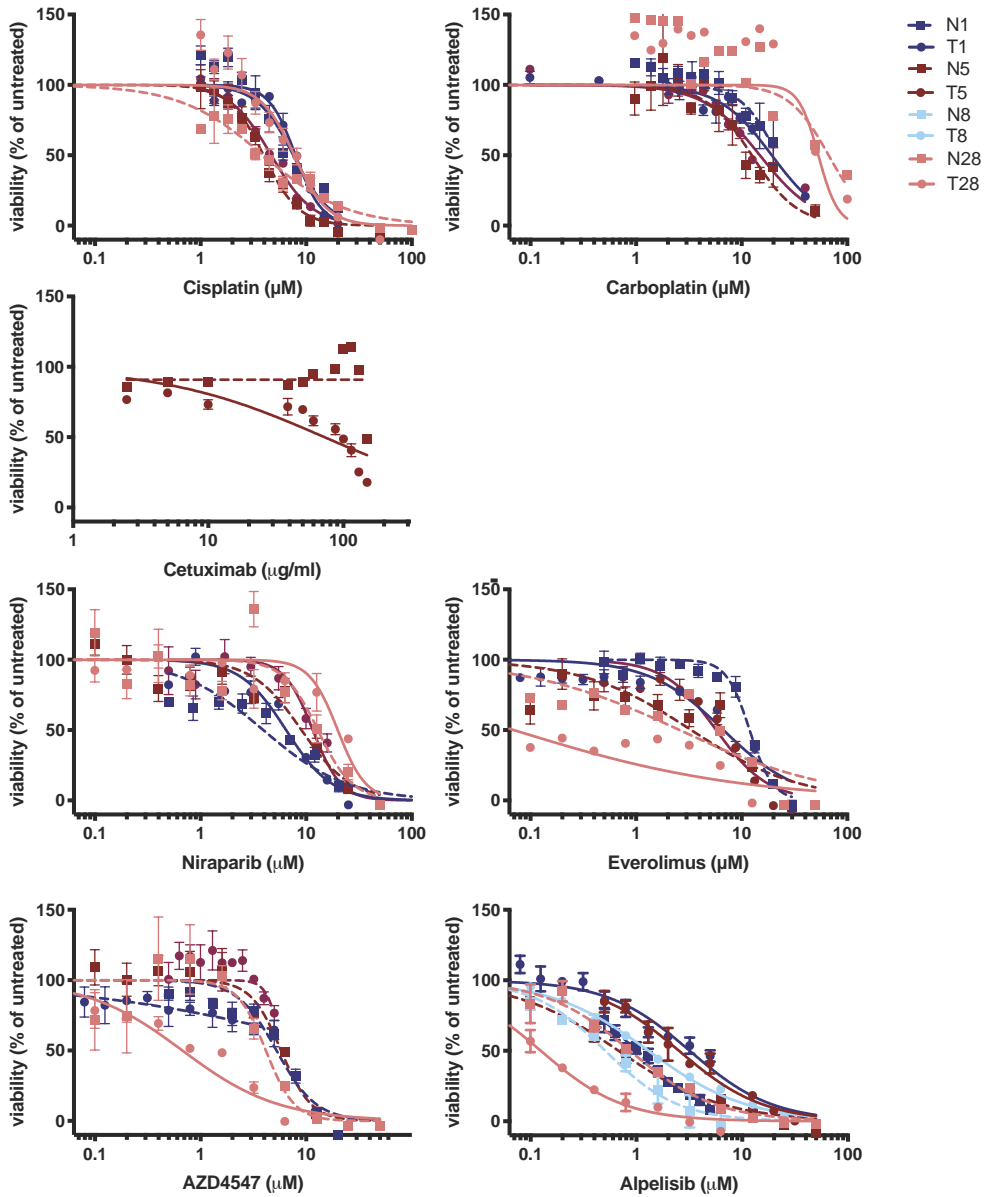 150
100
50
0
viability (% of untreated)
0.1
1
10
100
Cisplatin (µM)
150
100
50
0
viability (% of untreated)
0.1
1
10
100
Carboplatin (µM)
N1
T1
N5
T5
N8
T8
N28
T28
150
100
50
0
viability (% of untreated)
1
10
100
Cetuximab (µg/ml)
150
100
50
0
viability (% of untreated)
0.1
1
10
100
Niraparib (µM)
150
100
50
0
viability (% of untreated)
0.1
1
10
100
Everolimus (µM)
150
100
50
0
viability (% of untreated)
0.1
1
10
AZD4547 (µM)
150
100
50
0
viability (% of untreated)
0.1
1
10
100
Alpelisib (µM)